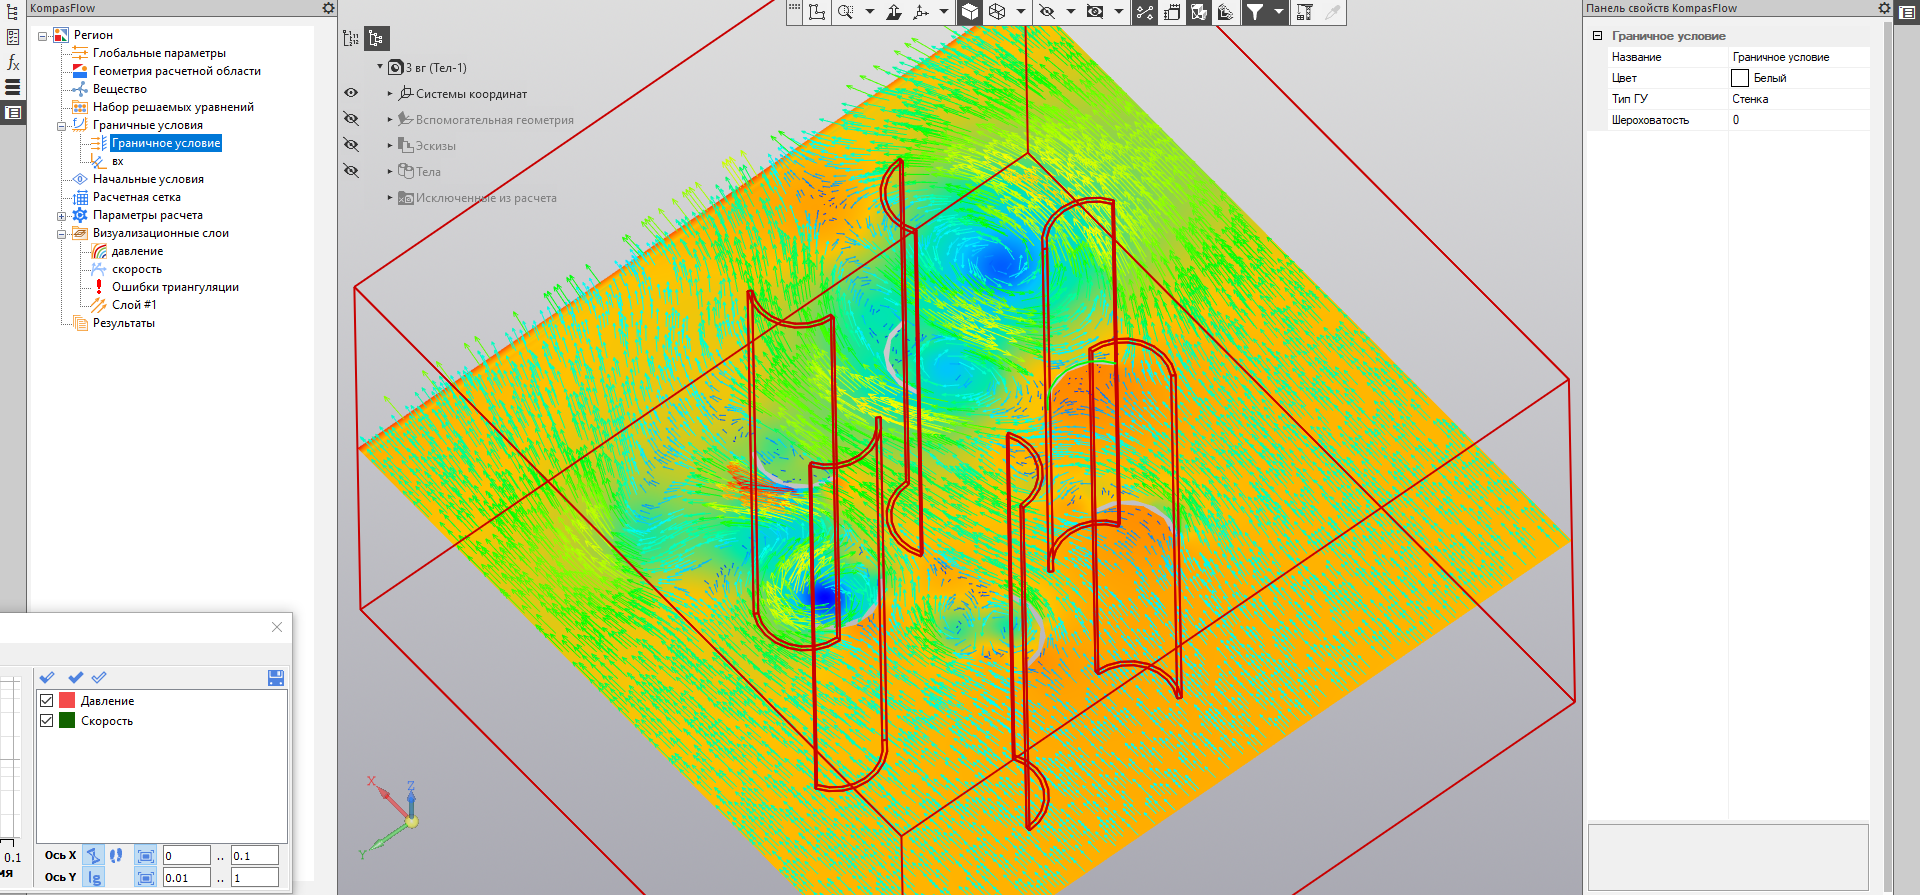 KompasFlow
Регион
Глобальные параметры
Геометрия расчетной области
Вещество
Набор решаемых уравнений
Граничные условия
Граничное условие
вх
Начальные условия
Расчетная сетка
Параметры расчета
Визуализационные слои
давление
скорость
Ошибки триангуляции
Слой #1
Результаты
3 вг (Тел-1)
Системы координат
Вспомогательная геометрия
Эскизы
Тела
Исключенные из расчета
Панель свойств KompasFlow
Граничное условие
Название Граничное условие
Цвет Белый
Тип ГУ Стенка
Шероховатость 0
Давление
Скорость
0.1
мя
Ось X 0 .. 0.1
Ось Y lg 0.01 .. 1
X
Z
Y